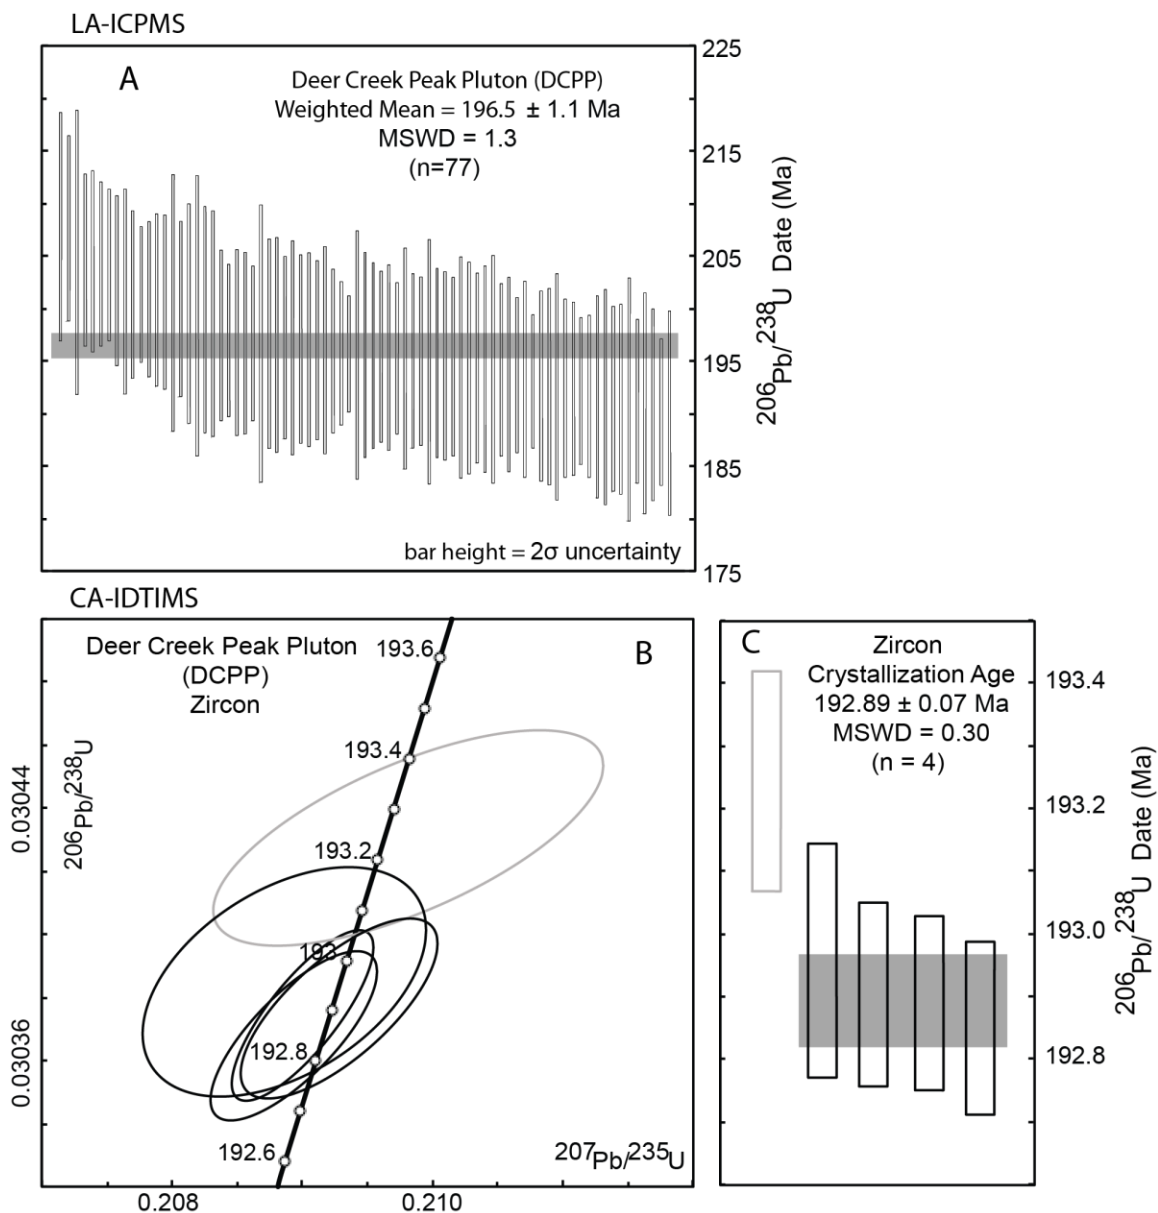 LA-ICPMS
A
Deer Creek Peak Pluton (DCPP)
Weighted Mean = 196.5 ± 1.1 Ma
MSWD = 1.3
(n=77)
bar height = 2σ uncertainty
225
215
205
195
185
175
206Pb/238U Date (Ma)
CA-IDTIMS
Deer Creek Peak Pluton
(DCPP)
Zircon
B
193.6
193.4
193.2
193
192.8
192.6
0.03044
0.03036
206Pb/238U
207Pb/235U
0.208
0.210
C
Zircon
Crystallization Age
192.89 ± 0.07 Ma
MSWD = 0.30
(n = 4)
193.4
193.2
193.0
192.8
206Pb/238U Date (Ma)